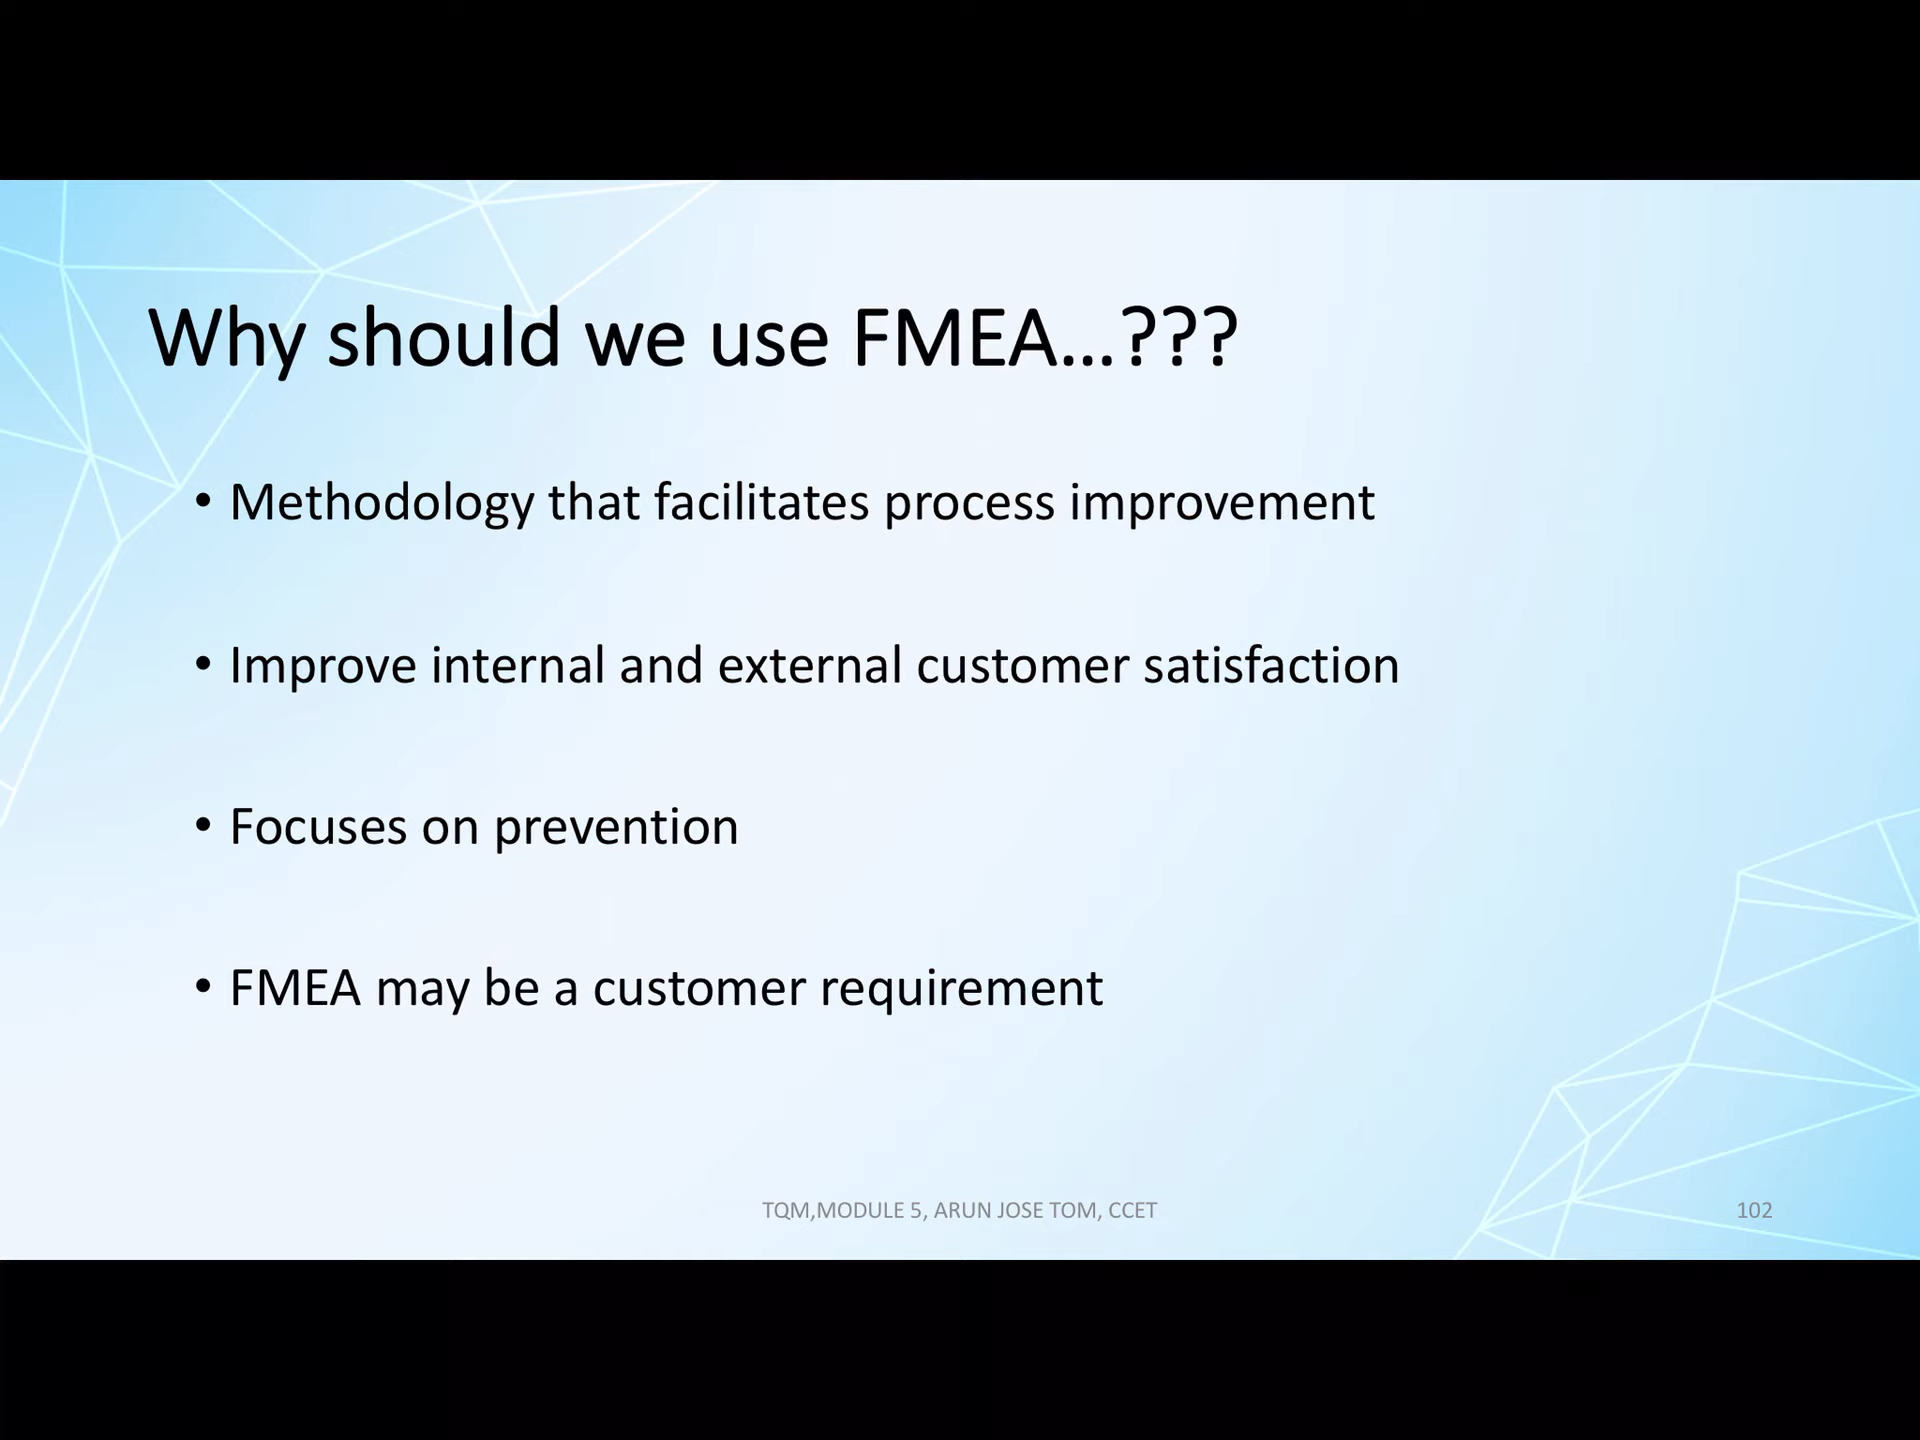 Why should we use FMEA...???
• Methodology that facilitates process improvement
• Improve internal and external customer satisfaction
• Focuses on prevention
• FMEA may be a customer requirement
TQM,MODULE 5, ARUN JOSE TOM, CCET
102